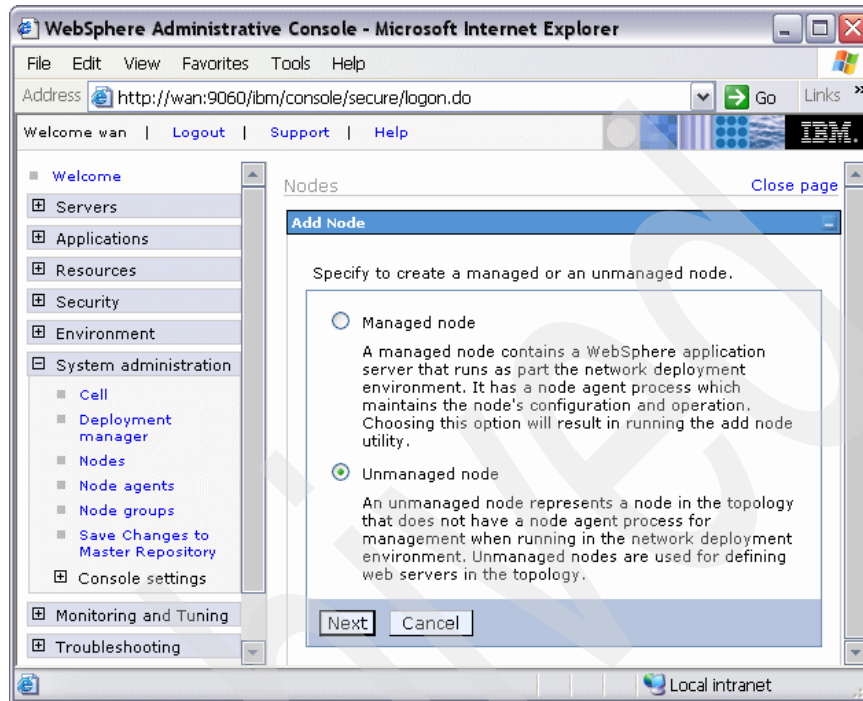 WebSphere Administrative Console - Microsoft Internet Explorer
File Edit View Favorites Tools Help
Address http://wan:9060/ibm/console/secure/logon.do Go Links »
Welcome wan | Logout | Support | Help IBM.
Welcome
Servers
Applications
Resources
Security
Environment
System administration
Cell
Deployment
manager
Nodes
Node agents
Node groups
Save Changes to
Master Repository
Console settings
Monitoring and Tuning
Troubleshooting
Nodes Close page
Add Node
Specify to create a managed or an unmanaged node.
Managed node
A managed node contains a WebSphere application
server that runs as part the network deployment
environment. It has a node agent process which
maintains the node's configuration and operation.
Choosing this option will result in running the add node
utility.
Unmanaged node
An unmanaged node represents a node in the topology
that does not have a node agent process for
management when running in the network deployment
environment. Unmanaged nodes are used for defining
web servers in the topology.
Next Cancel
Local intranet